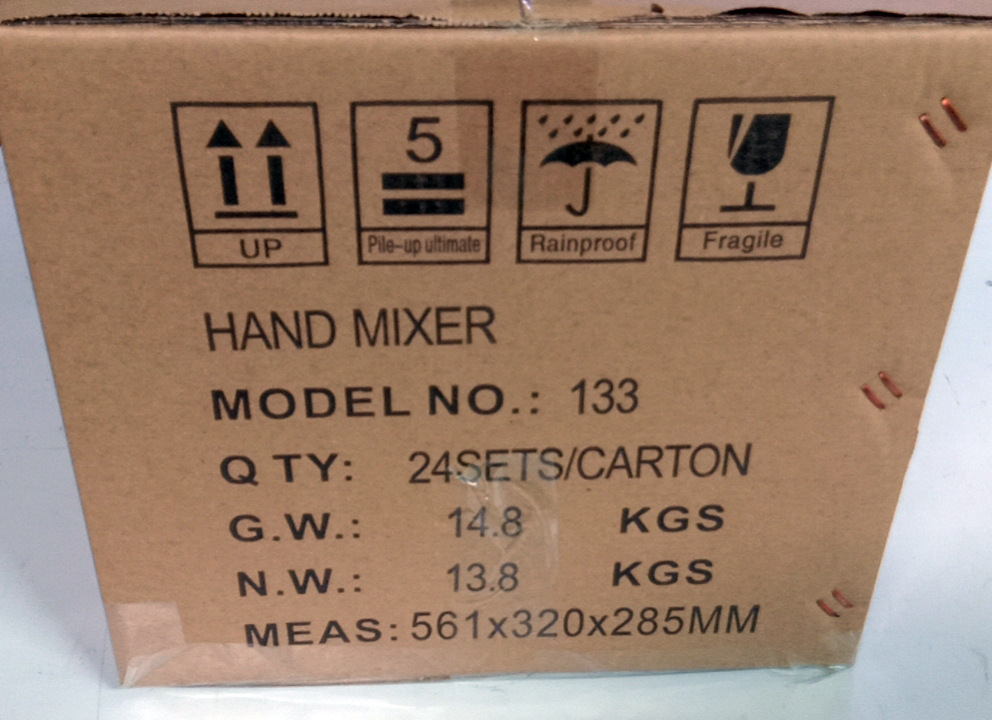 UP
5
Pile-up ultimate
Rainproof
Fragile
HAND MIXER
MODEL NO.: 133
Q TY: 24SETS/CARTON
G.W.: 14.8 KGS
N.W.: 13.8 KGS
MEAS: 561x320x285MM